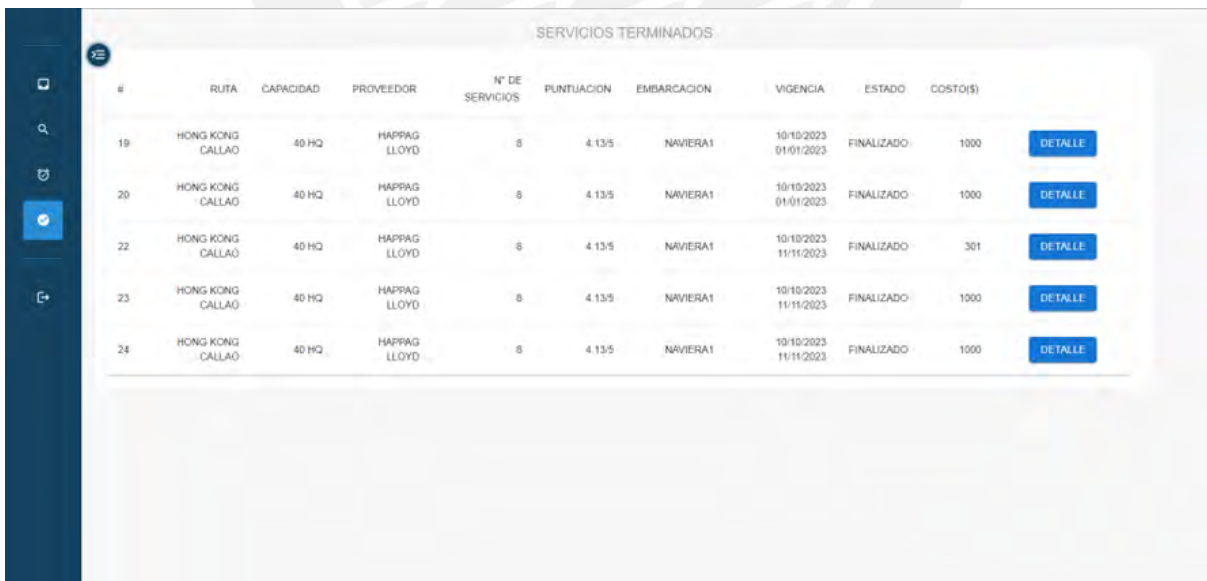 SERVICIOS TERMINADOS
# RUTA CAPACIDAD PROVEEDOR N° DE SERVICIOS PUNTUACION EMBARCACION VIGENCIA ESTADO COSTO($)
19 HONG KONG CALLAO 40 HQ HAPPAG LLOYD 8 4.13/5 NAVIERA1 10/10/2023 01/01/2023 FINALIZADO 1000 DETALLE
20 HONG KONG CALLAO 40 HQ HAPPAG LLOYD 8 4.13/5 NAVIERA1 10/10/2023 01/01/2023 FINALIZADO 1000 DETALLE
22 HONG KONG CALLAO 40 HQ HAPPAG LLOYD 8 4.13/5 NAVIERA1 10/10/2023 11/11/2023 FINALIZADO 301 DETALLE
23 HONG KONG CALLAO 40 HQ HAPPAG LLOYD 8 4.13/5 NAVIERA1 10/10/2023 11/11/2023 FINALIZADO 1000 DETALLE
24 HONG KONG CALLAO 40 HQ HAPPAG LLOYD 8 4.13/5 NAVIERA1 10/10/2023 11/11/2023 FINALIZADO 1000 DETALLE